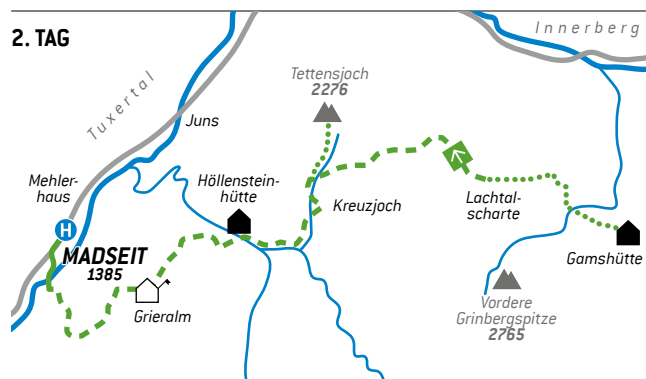 2. TAG
Innerberg
Tuxertal
Tettensjoch
2276
Juns
Mehler-
haus
Höllenstein-
hütte
H
Kreuzjoch
Lachtal-
scharte
MADSEIT
1385
Gamshütte
Grieralm
Vordere
Grinbergspitze
2765